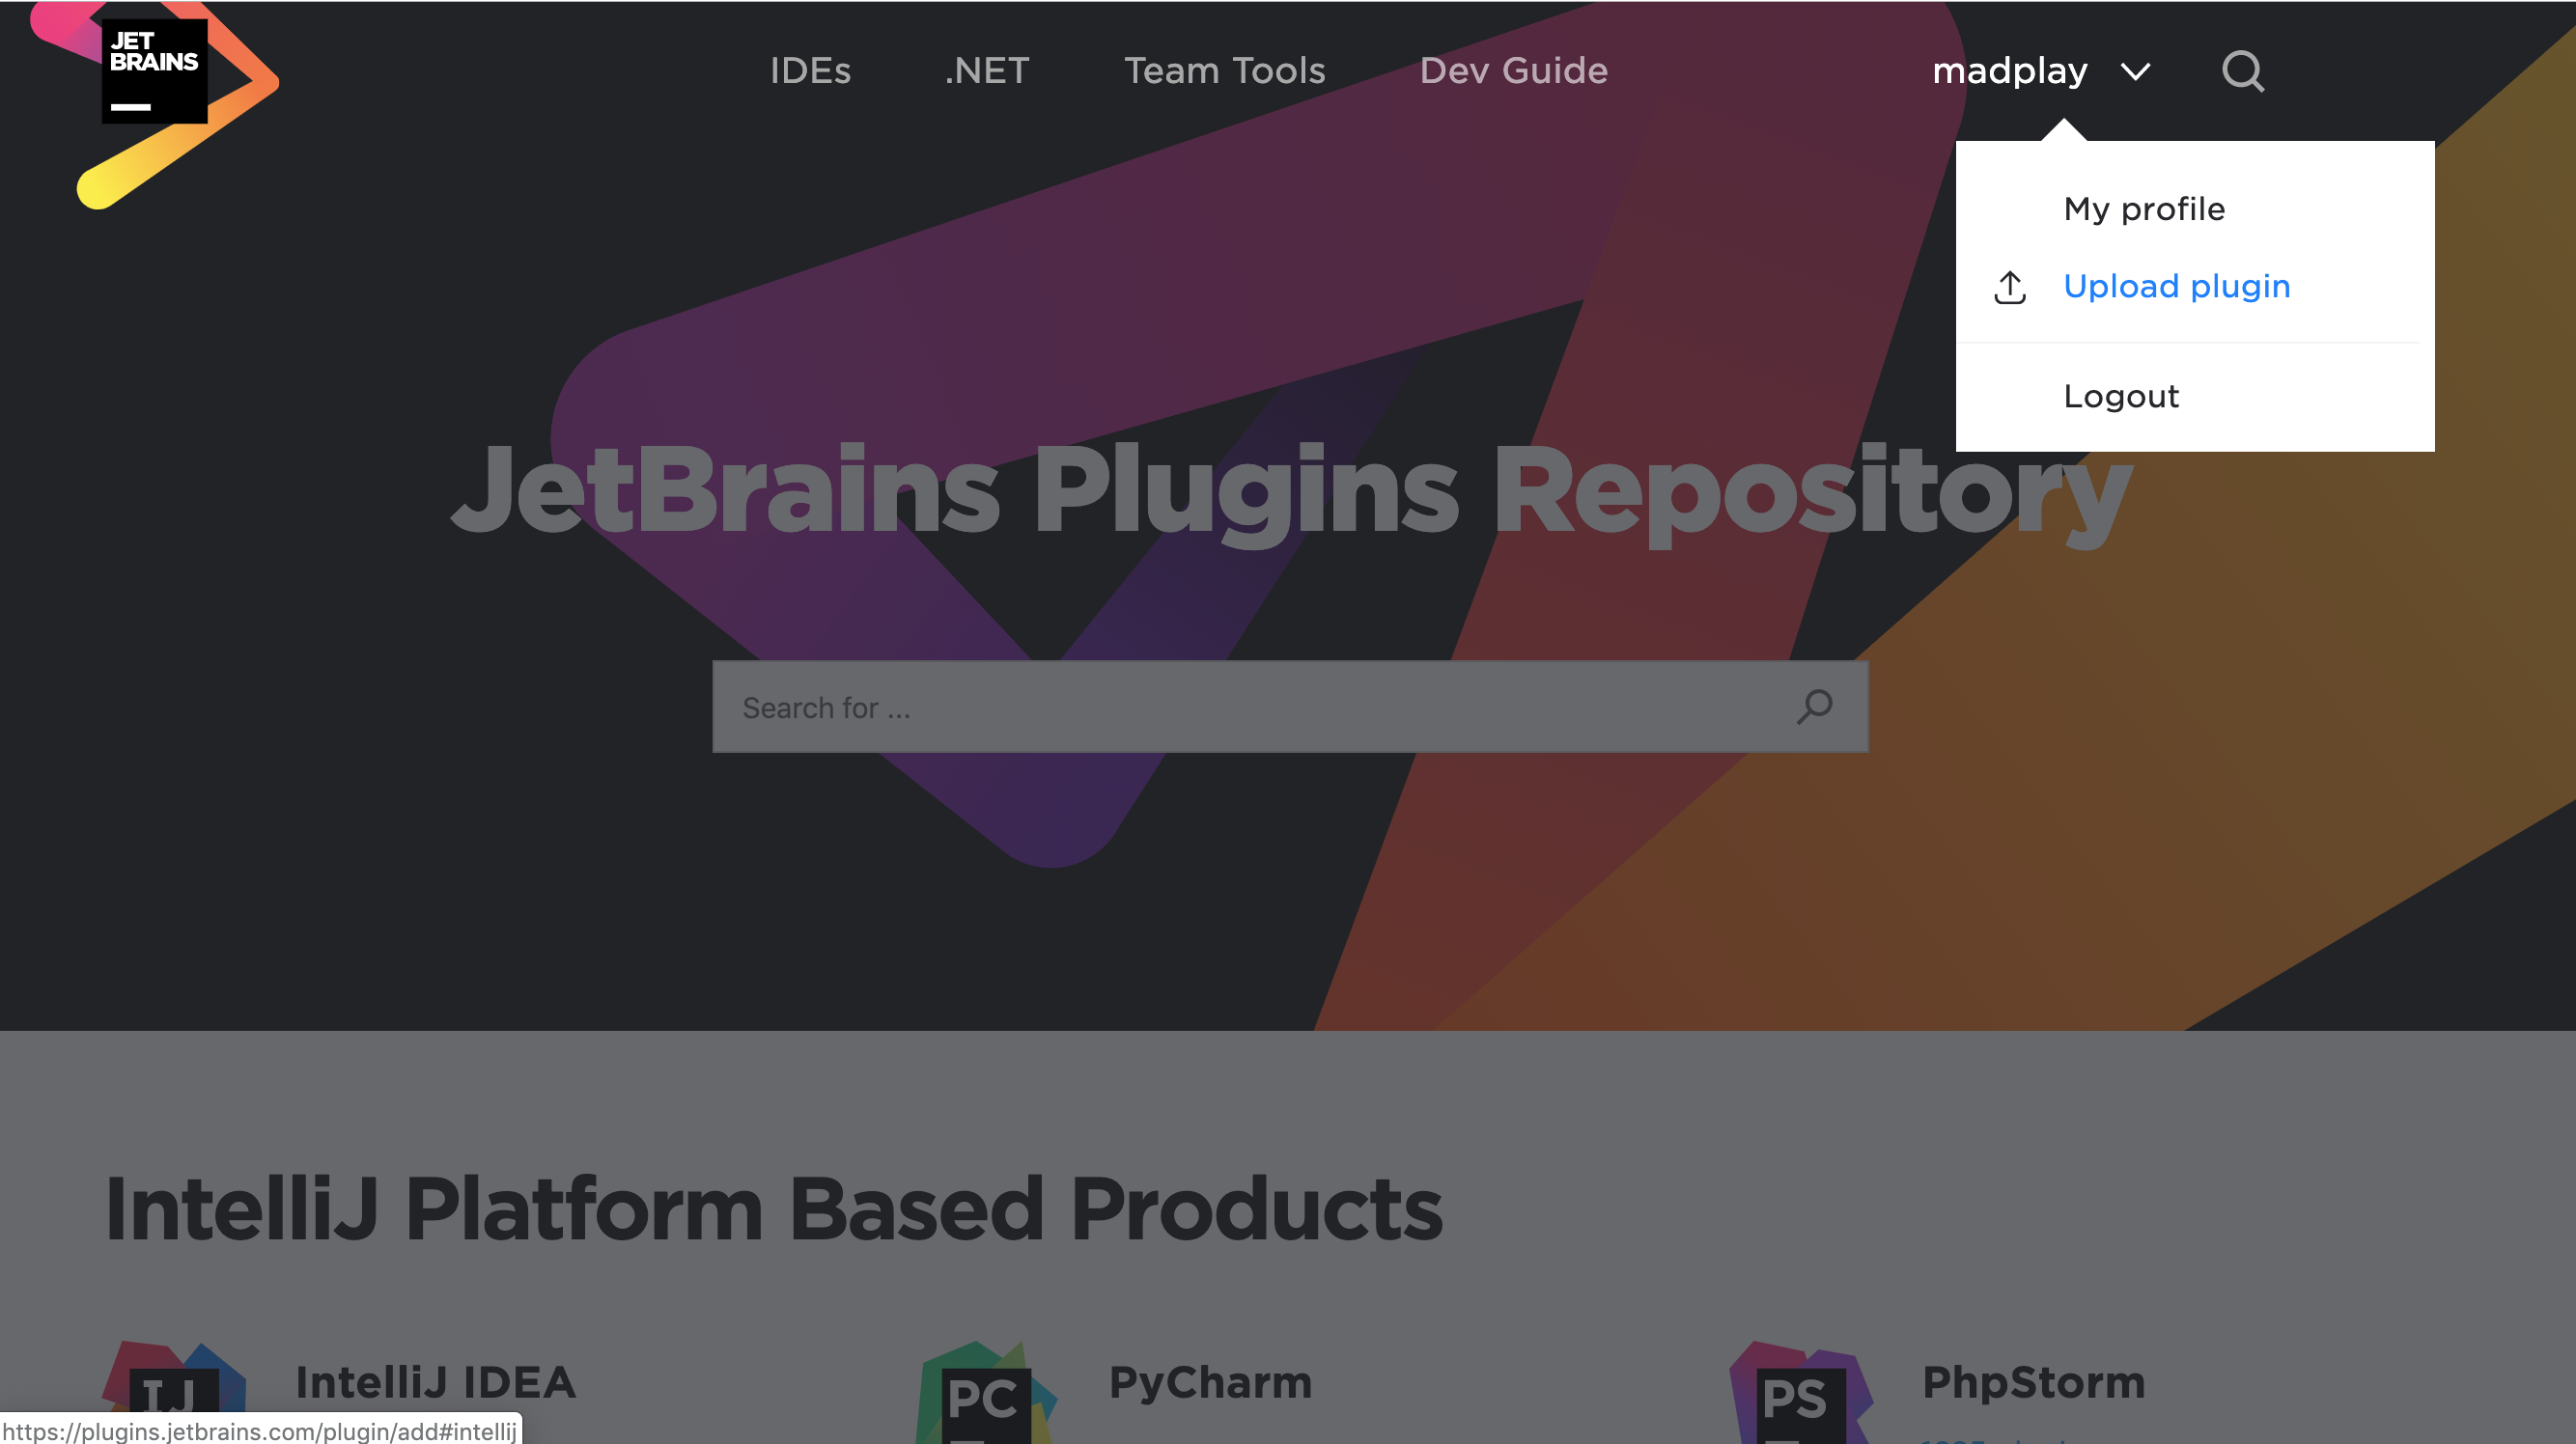 JET
BRAINS
IDEs
.NET
Team Tools
Dev Guide
madplay
My profile
Upload plugin
Logout
JetBrains Plugins Repository
Search for ...
IntelliJ Platform Based Products
IJ
IntelliJ IDEA
PC
PyCharm
PS
PhpStorm
https://plugins.jetbrains.com/plugin/add#intellij